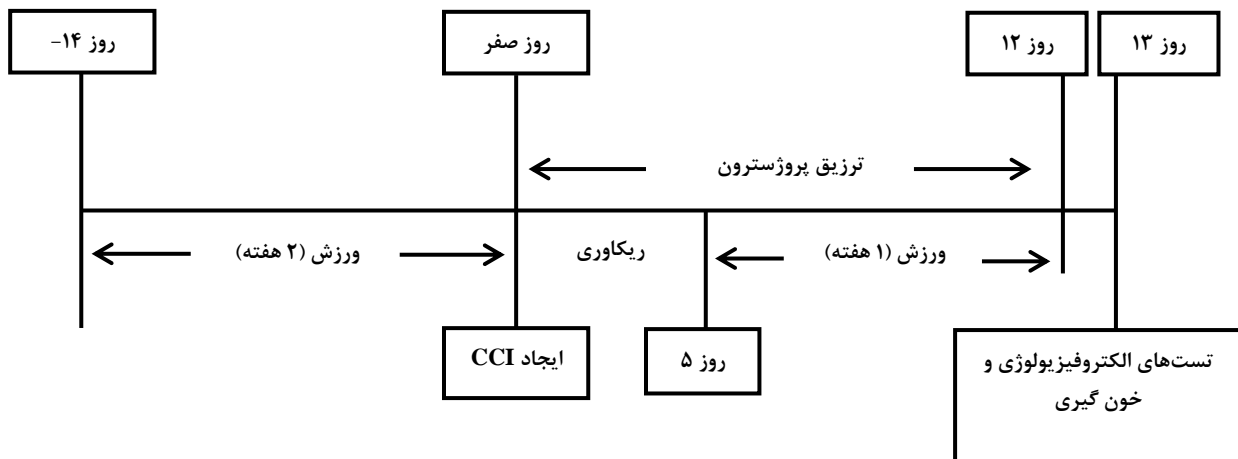 روز ۱۴-
روز صفر
روز ۱۲
روز ۱۳
ترزیق پروژسترون
ورزش (۲ هفته)
ریکاوری
ورزش (۱ هفته)
ایجاد CCI
روز ۵
تست‌های الکتروفیزیولوژی و
خون گیری